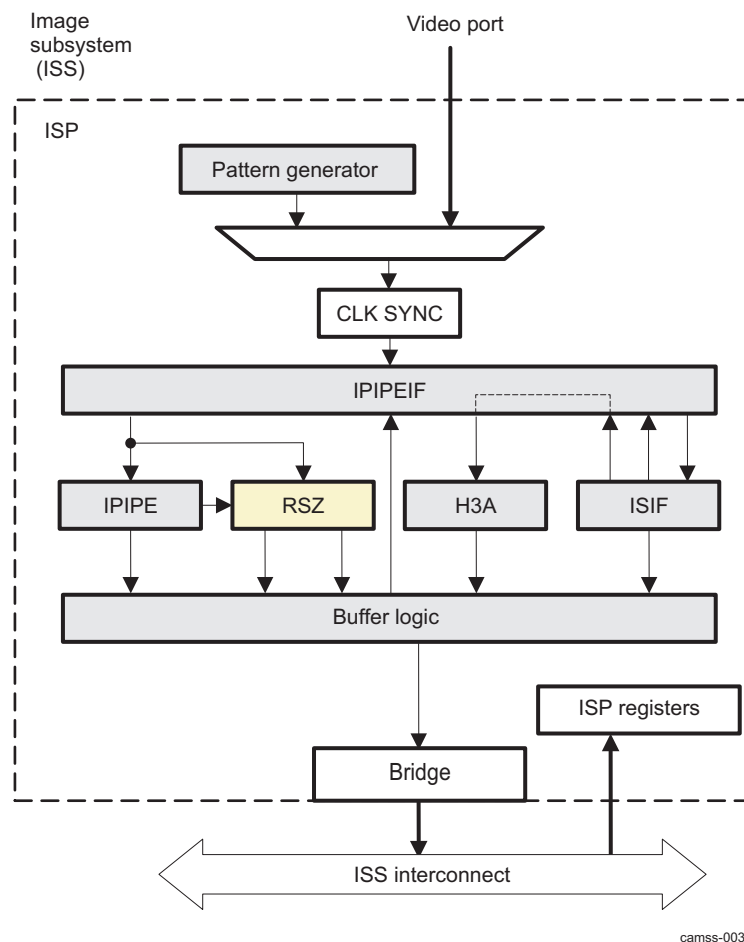 Image
subsystem
(ISS)
Video port
ISP
Pattern generator
CLK SYNC
IPIPEIF
IPIPE
RSZ
H3A
ISIF
Buffer logic
ISP registers
Bridge
ISS interconnect
camss-003